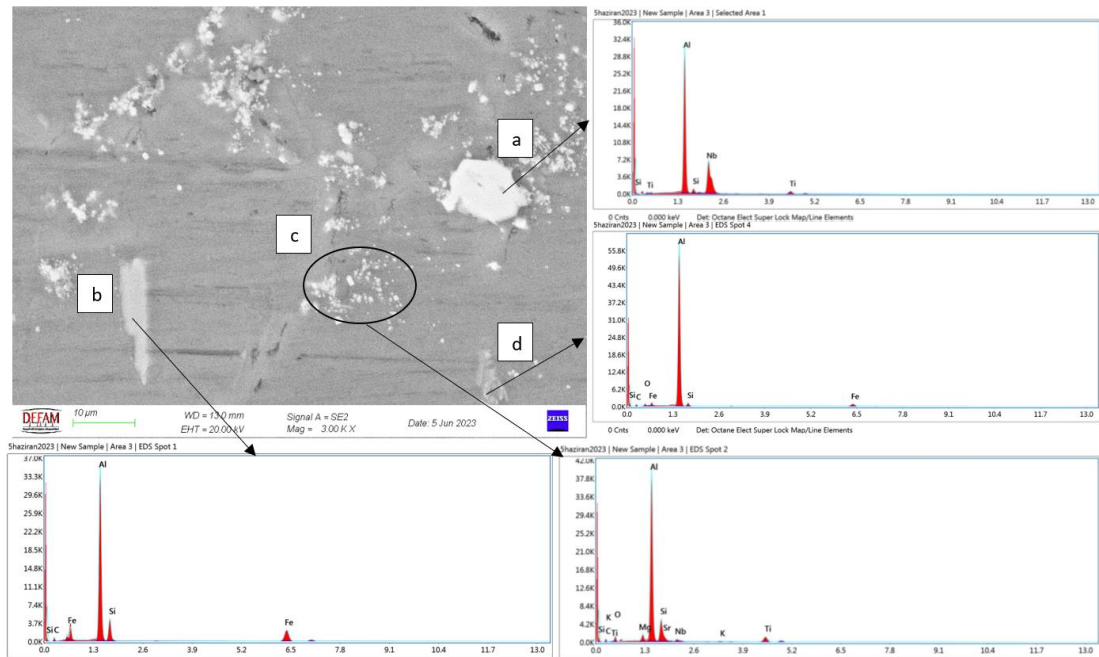 a
c
b
d
DEFAM
10 µm
WD = 13.0 mm
EHT = 20.00 kV
Signal A = SE2
Mag = 3.00 K X
Date: 5 Jun 2023
ZEISS
5haziran2023 | New Sample | Area 3 | Selected Area 1
36.0K
32.4K
28.8K
25.2K
21.6K
18.0K
14.4K
10.8K
7.2K
3.6K
0.0K
Al
Nb
Si
Ti
Si
Ti
0.0 1.3 2.6 3.9 5.2 6.5 7.8 9.1 10.4 11.7 13.0
0 Cnts 0.000 keV Det: Octane Elect Super Lock Map/Line Elements
5haziran2023 | New Sample | Area 3 | EDS Spot 4
55.8K
49.6K
43.4K
37.2K
31.0K
24.8K
18.6K
12.4K
6.2K
0.0K
Al
O
Si C Fe
Si
Fe
0.0 1.3 2.6 3.9 5.2 6.5 7.8 9.1 10.4 11.7 13.0
0 Cnts 0.000 keV Det: Octane Elect Super Lock Map/Line Elements
5haziran2023 | New Sample | Area 3 | EDS Spot 1
37.0K
33.3K
29.6K
25.9K
22.2K
18.5K
14.8K
11.1K
7.4K
3.7K
0.0K
Al
Si C Fe
Si
Fe
0.0 1.3 2.6 3.9 5.2 6.5 7.8 9.1 10.4 11.7 13.0
5haziran2023 | New Sample | Area 3 | EDS Spot 2
42.0K
37.8K
33.6K
29.4K
25.2K
21.0K
16.8K
12.6K
8.4K
4.2K
0.0K
Al
K O
Si C Ti
Mg
Si
Sr
Nb
K
Ti
0.0 1.3 2.6 3.9 5.2 6.5 7.8 9.1 10.4 11.7 13.0